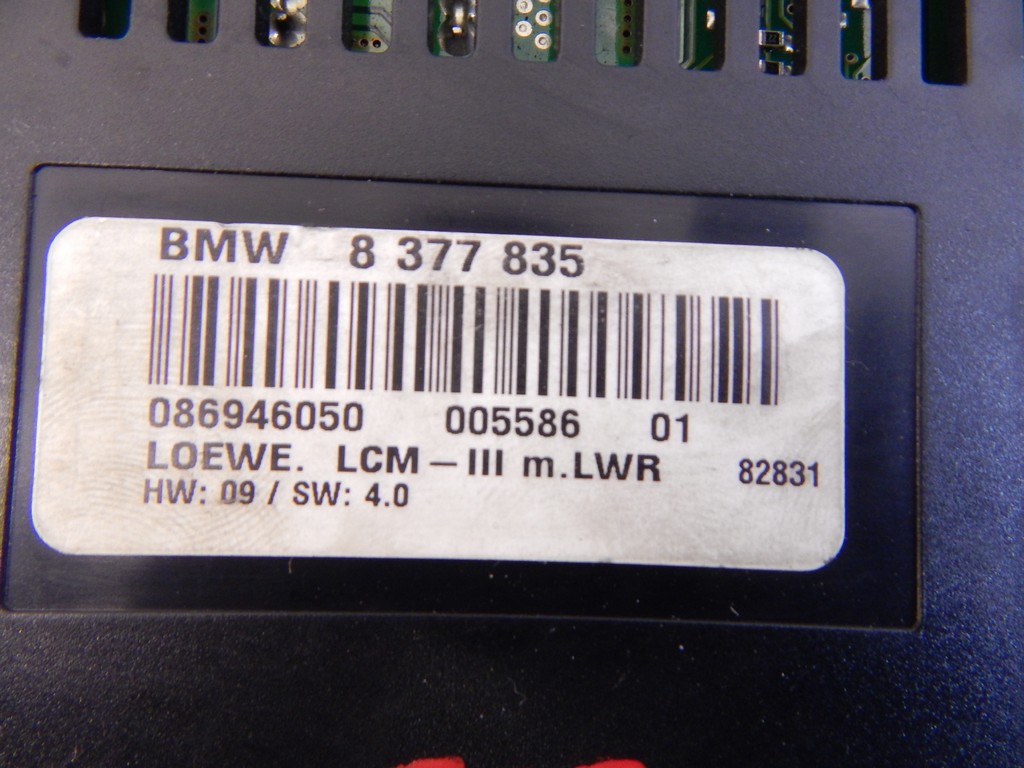 BMW 8 377 835
086946050 005586 01
LOEWE. LCM – III m.LWR 82831
HW: 09 / SW: 4.0